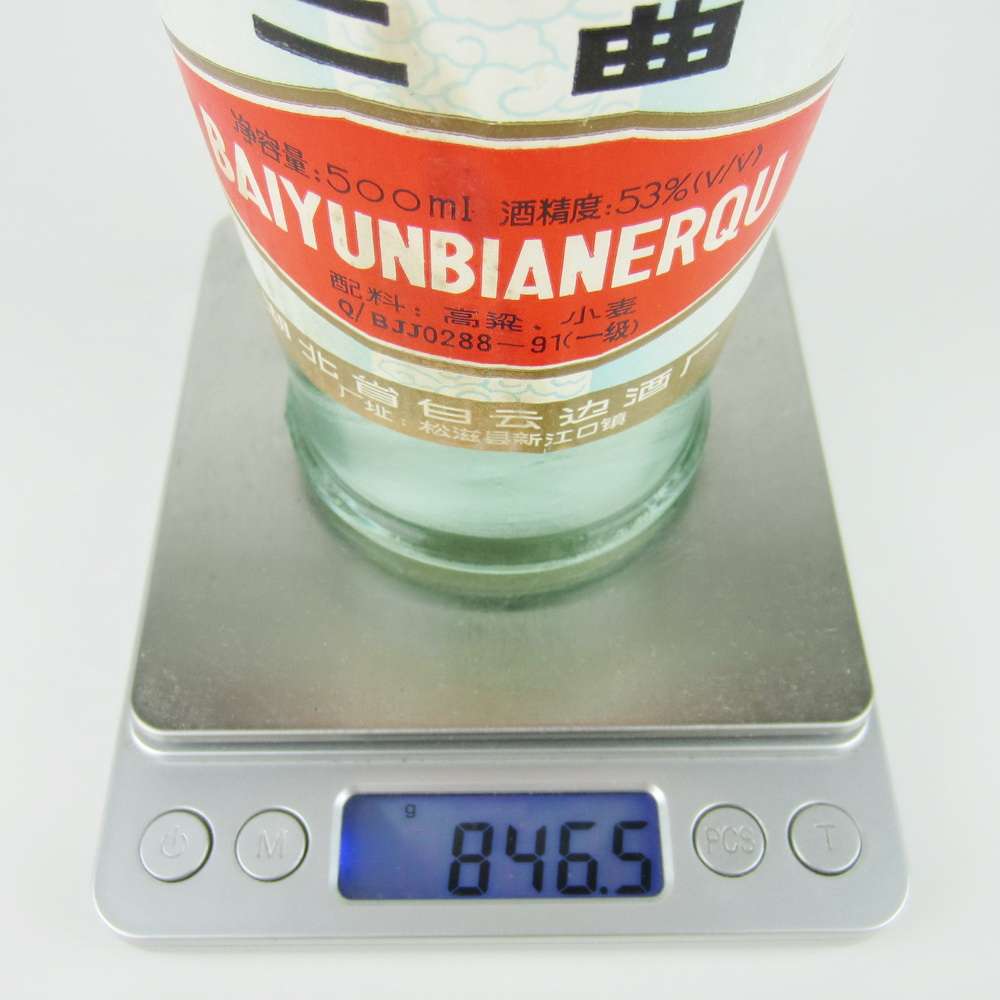 二曲
净容量:500ml 酒精度:53%(v/v)
BAIYUNBIANERQU
配料:高粱、小麦
Q/BJJ0288-91(一级)
湖北省白云边酒厂
厂址:松滋县新江口镇
g
846.5
M
PCS
T